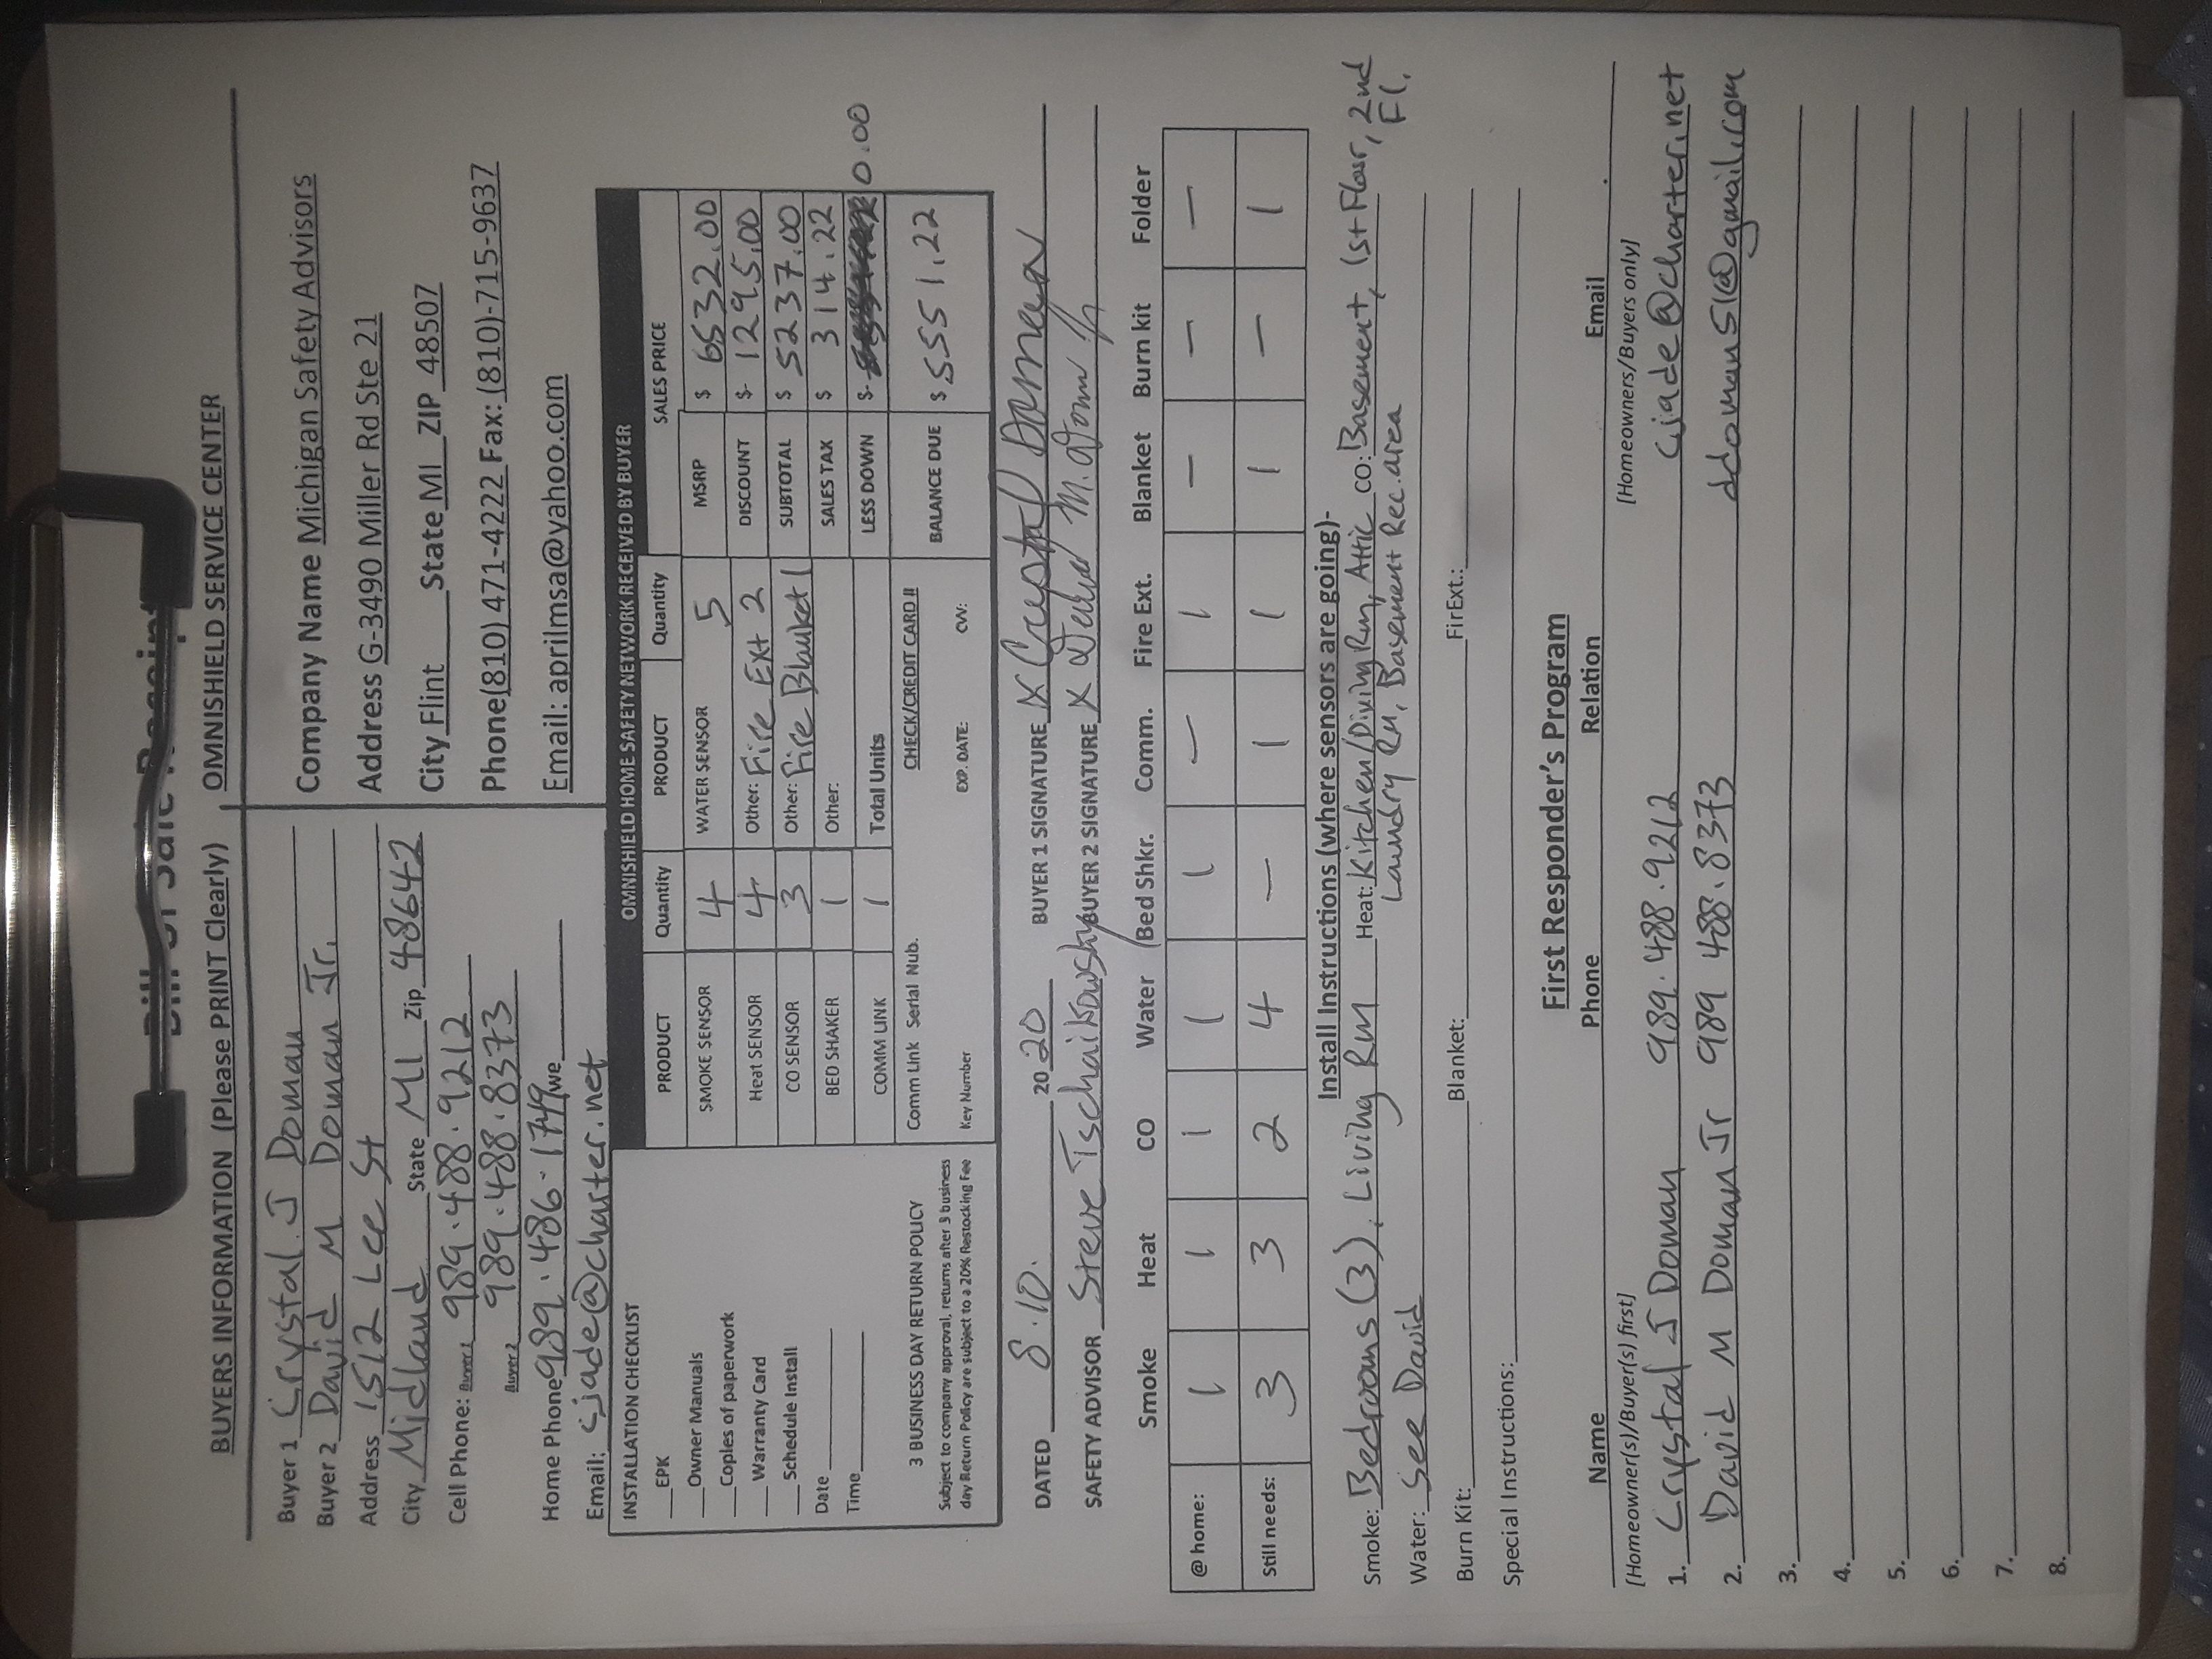 Bill of Sale Receipt
BUYERS INFORMATION (Please PRINT Clearly)
Buyer 1 Crystal J Doman
Buyer 2 David M Doman Jr.
Address 1512 Lee St
City Midland State MI Zip 48642
Cell Phone: Buyer 1 989.488.9212
Buyer 2 989.488.8373
Home Phone 989.486.1749 we
Email: cjade@charter.net
OMNISHIELD SERVICE CENTER
Company Name Michigan Safety Advisors
Address G-3490 Miller Rd Ste 21
City Flint State MI ZIP 48507
Phone(810) 471-4222 Fax: (810)-715-9637
Email: aprilmsa@yahoo.com
INSTALLATION CHECKLIST
EPK
Owner Manuals
Copies of paperwork
Warranty Card
Schedule Install
Date
Time
3 BUSINESS DAY RETURN POLICY
Subject to company approval, returns after 3 business
day Return Policy are subject to a 20% Restocking Fee
OMNISHIELD HOME SAFETY NETWORK RECEIVED BY BUYER
PRODUCT Quantity PRODUCT Quantity SALES PRICE
SMOKE SENSOR 4 WATER SENSOR 5 MSRP $ 6532.00
Heat SENSOR 4 Other: Fire Ext 2 DISCOUNT $- 1295.00
CO SENSOR 3 Other: Fire Blanket 1 SUBTOTAL $ 5237.00
BED SHAKER 1 Other: SALES TAX $ 314.22
COMM LINK 1 Total Units LESS DOWN $- 0.00
Comm Link Serial Nub. CHECK/CREDIT CARD # BALANCE DUE $ 5551.22
Key Number EXP. DATE: CVV:
DATED 8.10. 2020 BUYER 1 SIGNATURE X Crystal Doman
SAFETY ADVISOR Steve Tschaikowsky BUYER 2 SIGNATURE X David M. Doman Jr
Smoke Heat CO Water Bed Shkr. Comm. Fire Ext. Blanket Burn kit Folder
@ home: 1 1 1 1 1 – 1 – – –
Still needs: 3 3 2 4 – 1 1 1 – 1
Install Instructions (where sensors are going)-
Smoke: Bedrooms (3), Living Rm Heat: Kitchen/Dining Rm, Attic CO: Basement, 1st Floor, 2nd Fl.
Water: See David Laundry Rm, Basement Rec. area
Burn Kit: Blanket: FirExt.:
Special Instructions:
First Responder's Program
Name Phone Relation Email
[Homeowner(s)/Buyer(s) first] [Homeowners/Buyers only]
1. Crystal J Doman 989.488.9212 cjade@charter.net
2. David M Doman Jr 989 488.8373 ddoman51@gmail.com
3.
4.
5.
6.
7.
8.